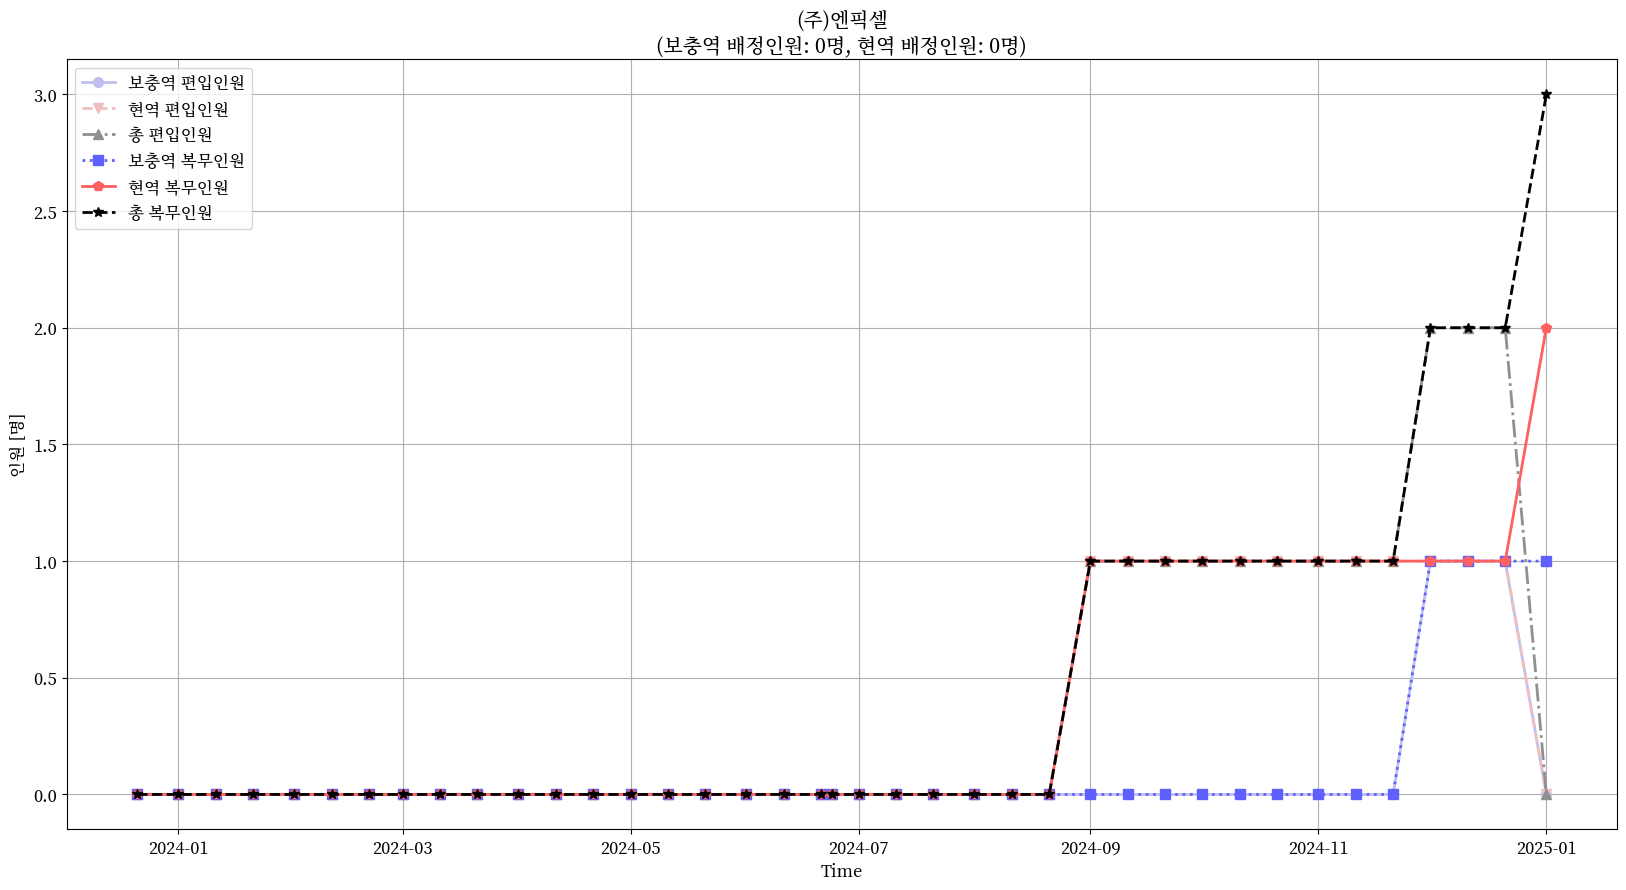 (주)엔픽셀
(보충역 배정인원: 0명, 현역 배정인원: 0명)
보충역 편입인원
현역 편입인원
총 편입인원
보충역 복무인원
현역 복무인원
총 복무인원
인원 [명]
3.0
2.5
2.0
1.5
1.0
0.5
0.0
2024-01
2024-03
2024-05
2024-07
2024-09
2024-11
2025-01
Time